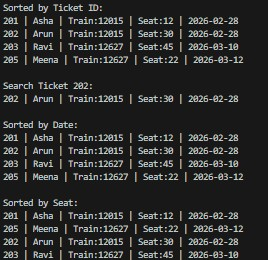 Sorted by Ticket ID:
201 | Asha | Train:12015 | Seat:12 | 2026-02-28
202 | Arun | Train:12015 | Seat:30 | 2026-02-28
203 | Ravi | Train:12627 | Seat:45 | 2026-03-10
205 | Meena | Train:12627 | Seat:22 | 2026-03-12
Search Ticket 202:
202 | Arun | Train:12015 | Seat:30 | 2026-02-28
Sorted by Date:
201 | Asha | Train:12015 | Seat:12 | 2026-02-28
202 | Arun | Train:12015 | Seat:30 | 2026-02-28
203 | Ravi | Train:12627 | Seat:45 | 2026-03-10
205 | Meena | Train:12627 | Seat:22 | 2026-03-12
Sorted by Seat:
201 | Asha | Train:12015 | Seat:12 | 2026-02-28
205 | Meena | Train:12627 | Seat:22 | 2026-03-12
202 | Arun | Train:12015 | Seat:30 | 2026-02-28
203 | Ravi | Train:12627 | Seat:45 | 2026-03-10